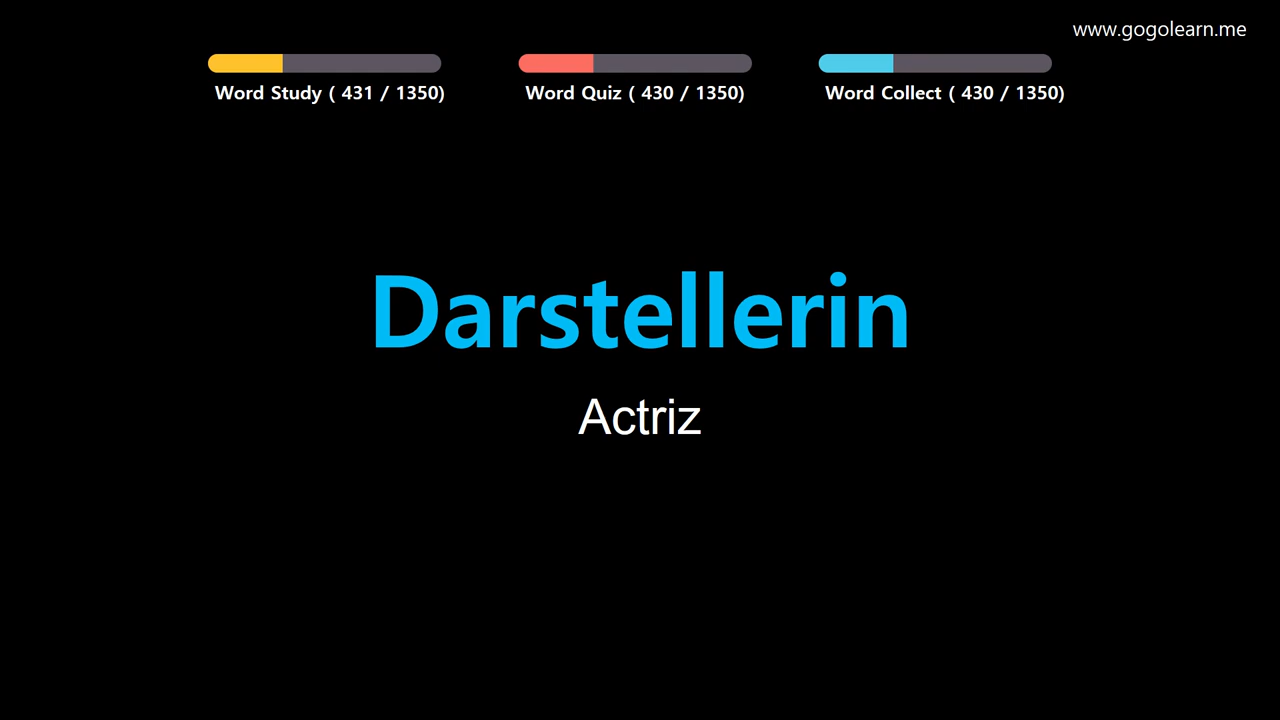 www.gogolearn.me
Word Study ( 431 / 1350)
Word Quiz ( 430 / 1350)
Word Collect ( 430 / 1350)
Darstellerin
Actriz